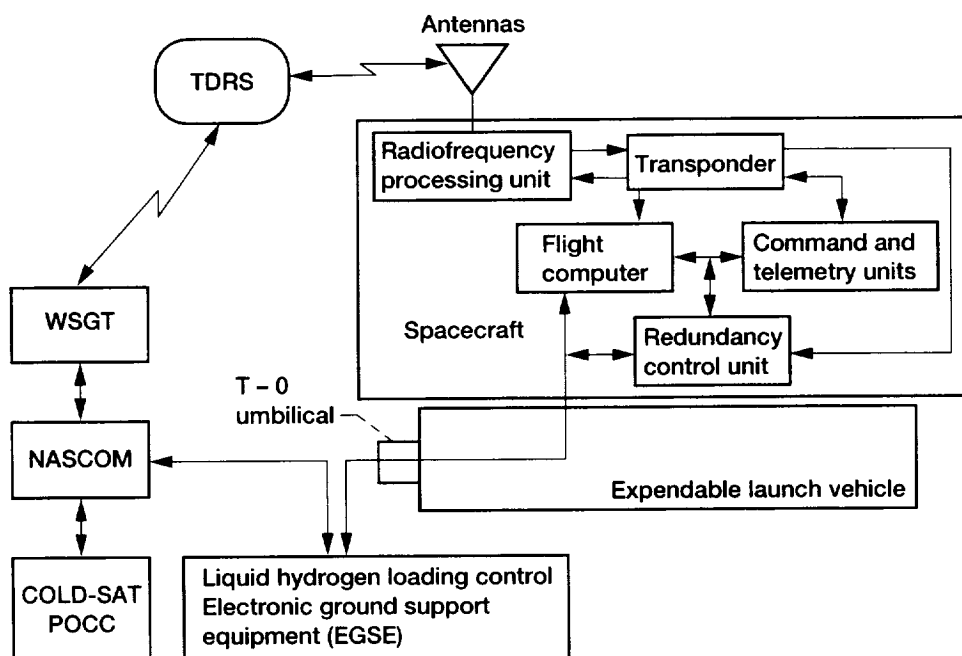 Antennas
TDRS
Radiofrequency
processing unit
Transponder
Flight
computer
Command and
telemetry units
WSGT
Spacecraft
Redundancy
control unit
T – 0
umbilical
NASCOM
Expendable launch vehicle
COLD-SAT
POCC
Liquid hydrogen loading control
Electronic ground support
equipment (EGSE)